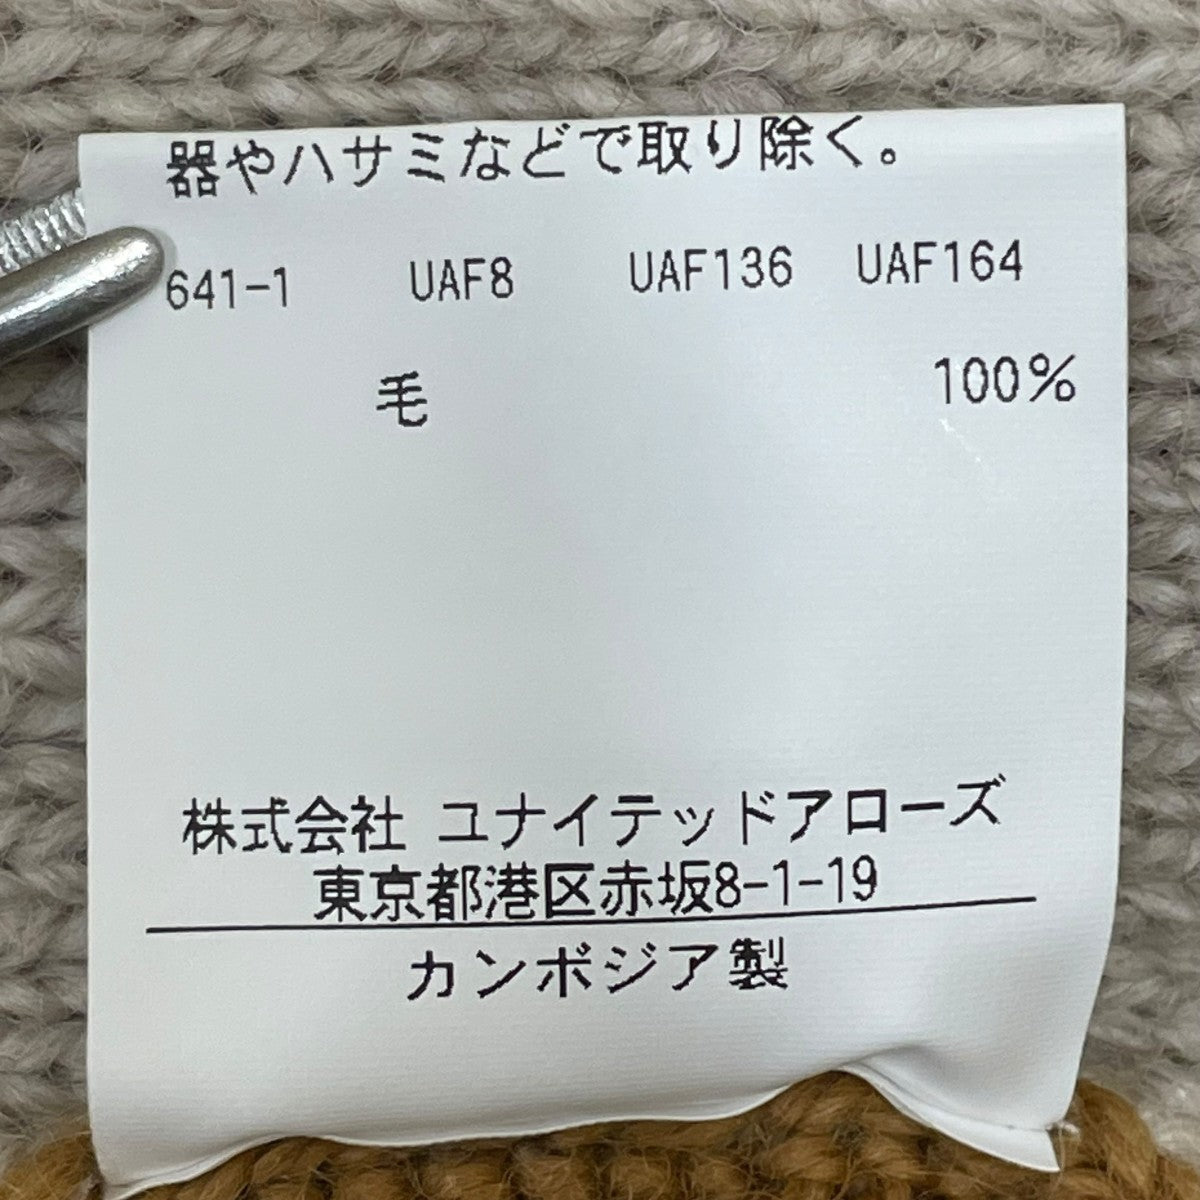 器やハサミなどで取り除く。
641-1 UAF8 UAF136 UAF164
毛 100%
株式会社 ユナイテッドアローズ
東京都港区赤坂8-1-19
カンボジア製